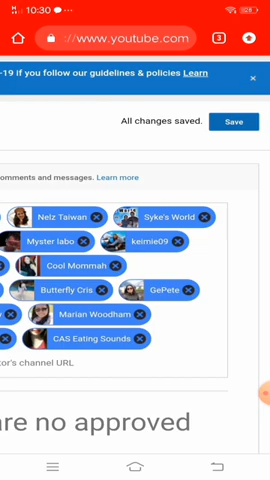 10:30
3
://www.youtube.com
-19 if you follow our guidelines & policies Learn
All changes saved. Save
omments and messages. Learn more
Nelz Taiwan
Syke's World
Myster labo
keimie09
Cool Mommah
Butterfly Cris
GePete
Marian Woodham
CAS Eating Sounds
tor's channel URL
are no approved